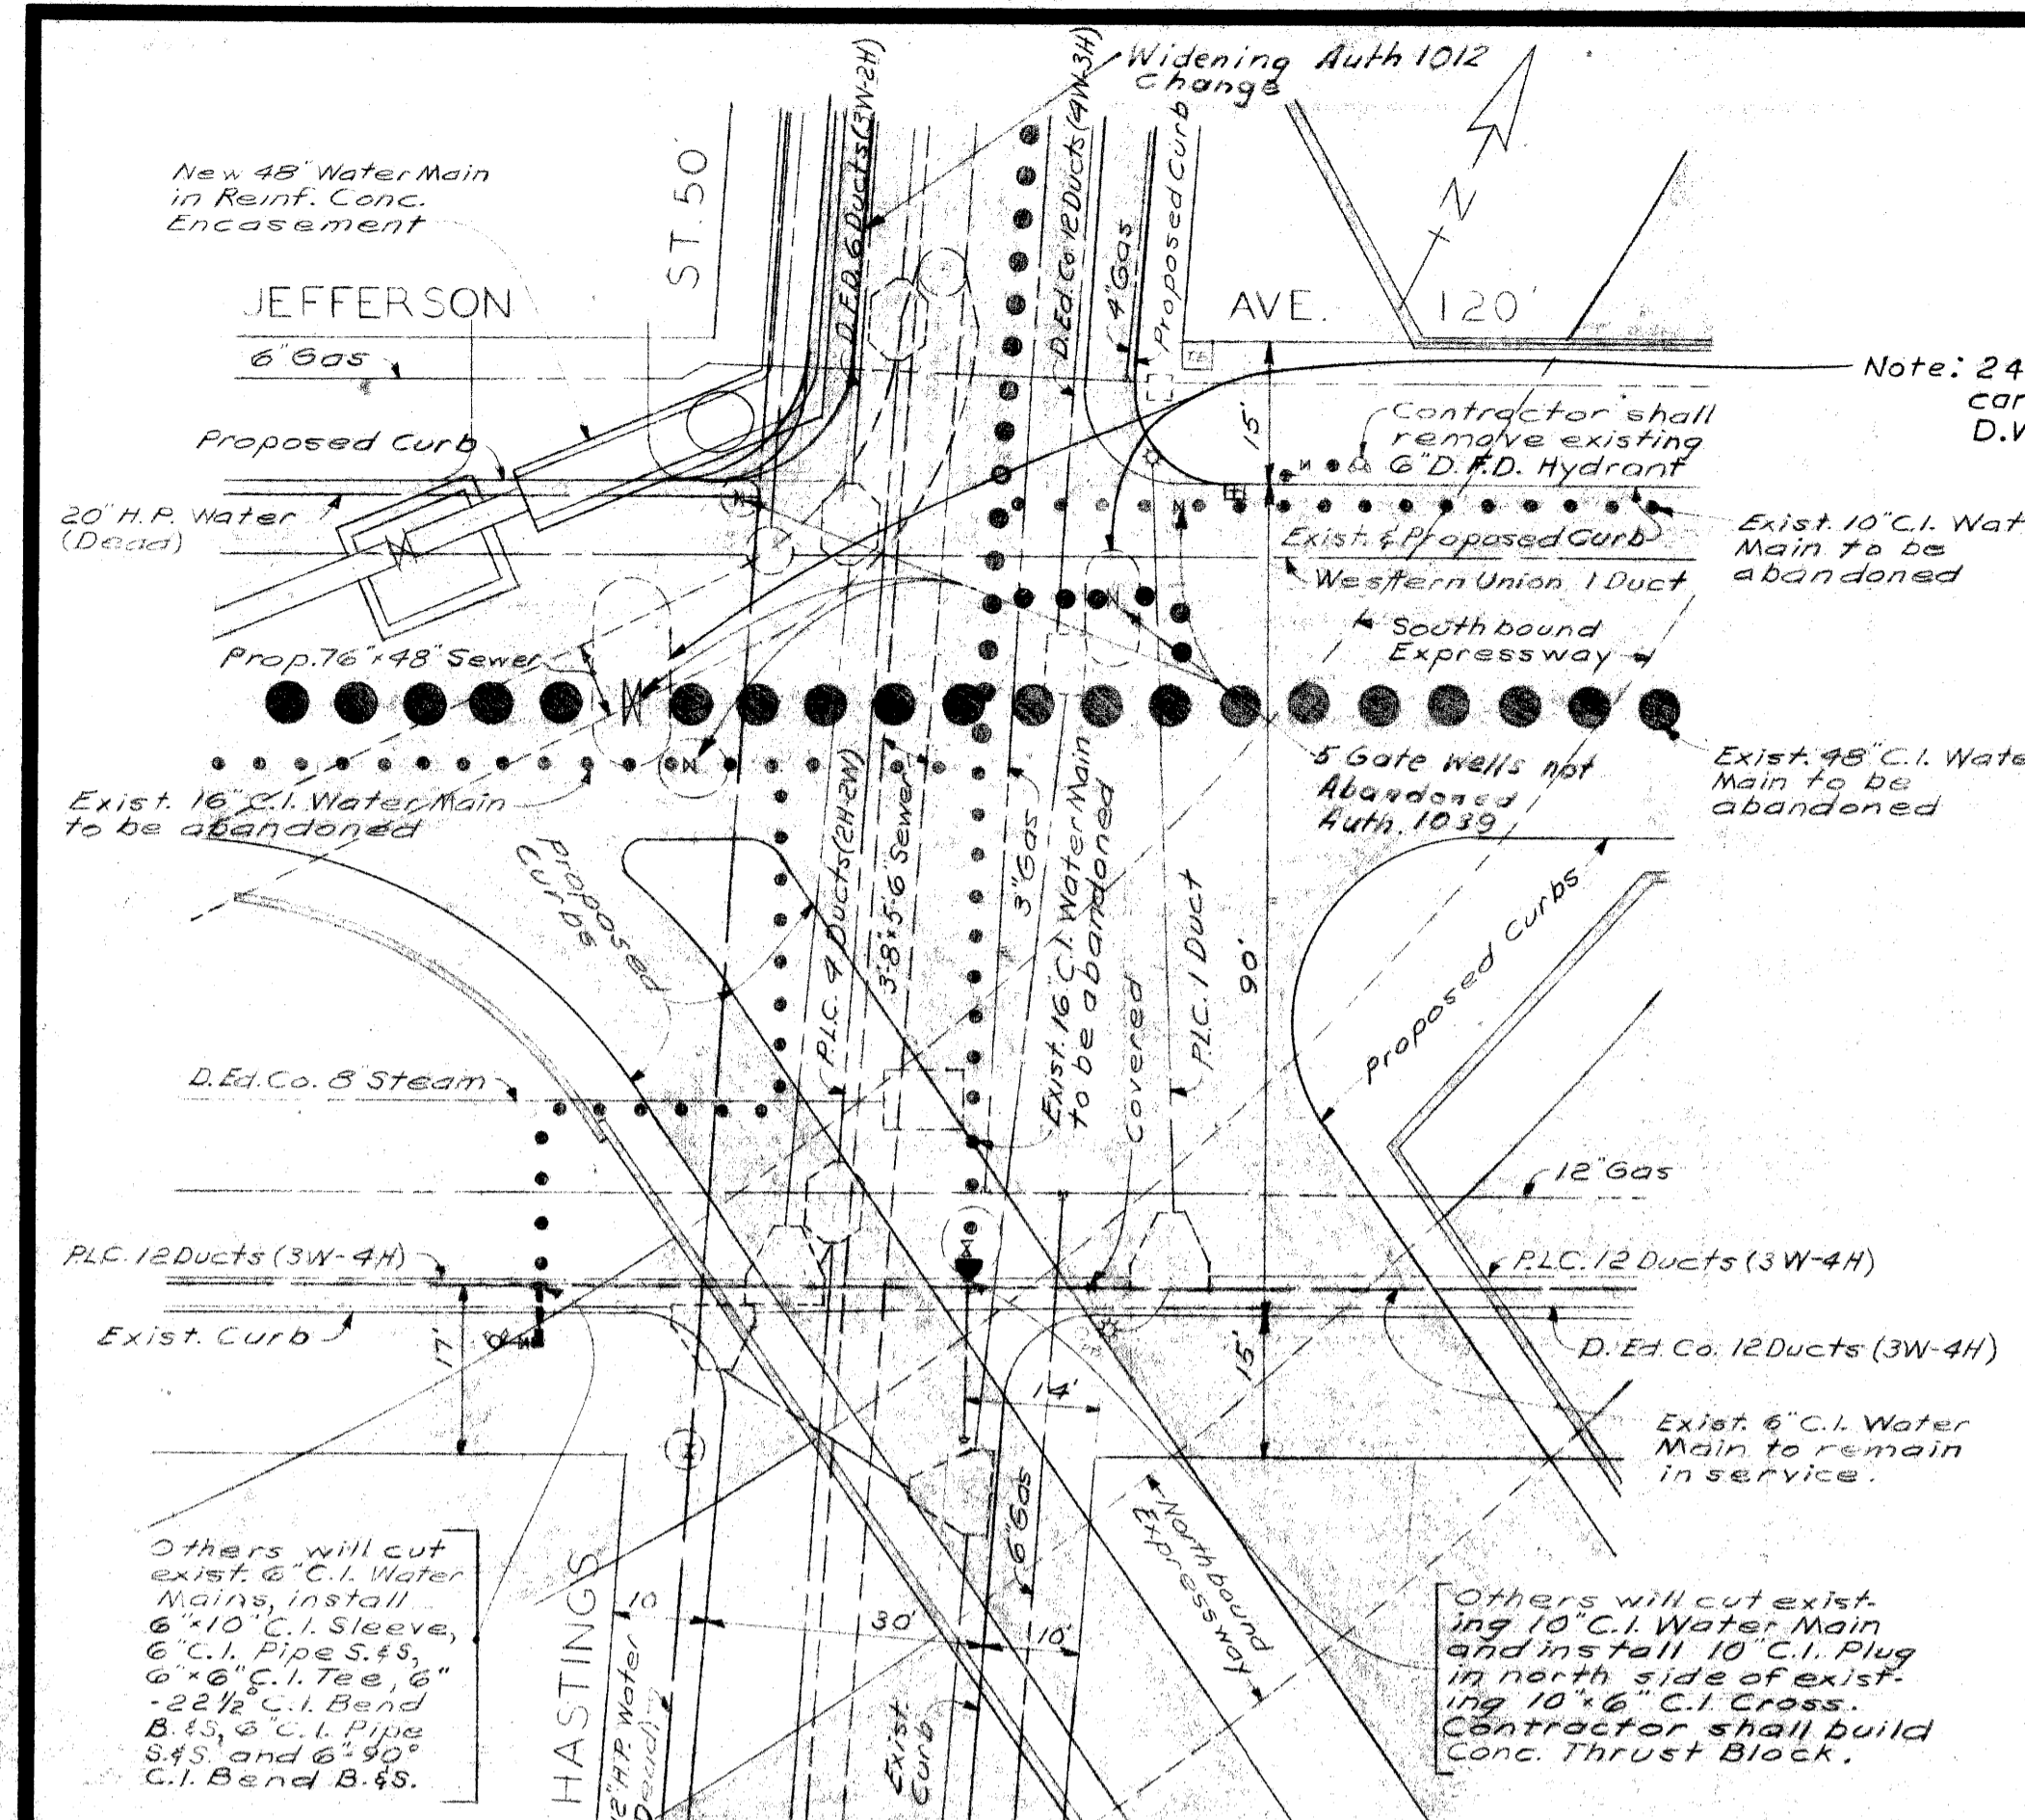 Widening Auth 1012
Change
New 48" Water Main
in Reinf. Conc.
Encasement
ST. 50'
D.F.D. 6 Ducts (3W-2H)
D.Ed.Co. 12 Ducts (4W-3H)
4" Gas
Proposed Curb
N
JEFFERSON
AVE. 120'
6" Gas
T.B.
15'
Note: 24
car
D.W
Contractor shall
remove existing
6" D.F.D. Hydrant
Proposed Curb
20" H.P. Water
(Dead)
Exist. & Proposed Curb
Exist. 10" C.I. Wat
Main to be
abandoned
Western Union 1 Duct
Southbound
Expressway
Prop. 76" x 48" Sewer
Exist. 16" C.I. Water Main
to be abandoned
5 Gate Wells not
Abandoned
Auth. 1039
Exist. 48" C.I. Wate
Main to be
abandoned
Proposed
Curbs
P.L.C. 4 Ducts (2H-2W)
3'-8" x 5'-6" Sewer
3" Gas
Exist. 16" C.I. Water Main
to be abandoned
Covered
P.L.C. 1 Duct
90'
Proposed Curbs
D.Ed.Co. 8" Steam
12" Gas
P.L.C. 12 Ducts (3W-4H)
P.L.C. 12 Ducts (3W-4H)
Exist. Curb
17'
15'
D.Ed.Co. 12 Ducts (3W-4H)
14'
Exist. 6" C.I. Water
Main to remain
in service.
6" Gas
Northbound
Expressway
Others will cut
exist. 6" C.I. Water
Mains, install
6" x 10" C.I. Sleeve,
6" C.I. Pipe S.&S,
6" x 6" C.I. Tee, 6"
-22½° C.I. Bend
B.&S, 6" C.I. Pipe
S.&S. and 6"-90°
C.I. Bend B.&S.
HASTINGS
12" H.P. Water
(Dead)
10'
30'
10'
Exist.
Curb
Others will cut exist-
ing 10" C.I. Water Main
and install 10" C.I. Plug
in north side of exist-
ing 10" x 6" C.I. Cross.
Contractor shall build
Conc. Thrust Block.